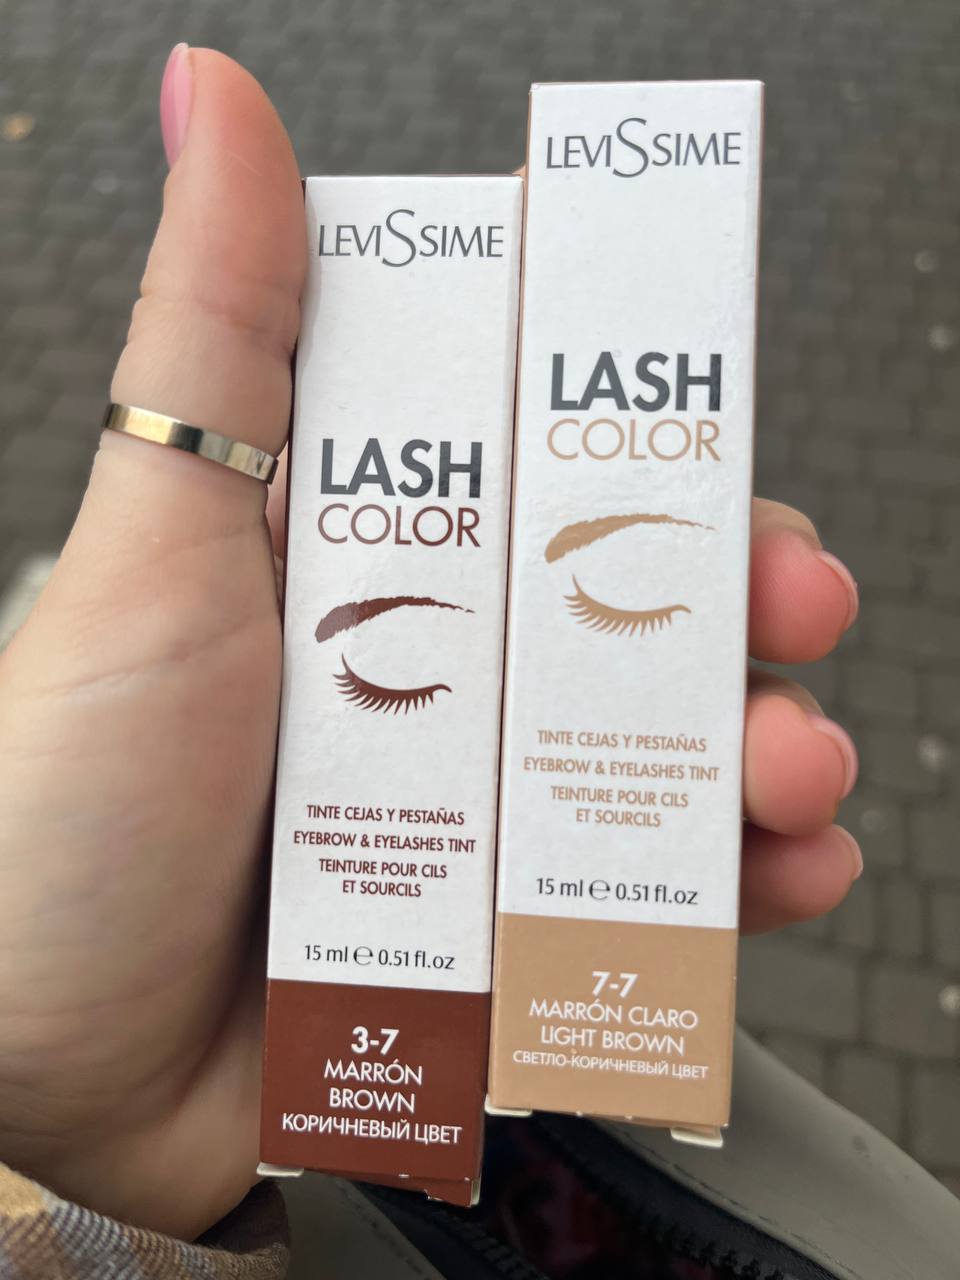 LEVISSIME
LASH
COLOR
TINTE CEJAS Y PESTAÑAS
EYEBROW & EYELASHES TINT
TEINTURE POUR CILS
ET SOURCILS
15 ml ℮ 0.51 fl.oz
3-7
MARRÓN
BROWN
КОРИЧНЕВЫЙ ЦВЕТ
LEVISSIME
LASH
COLOR
TINTE CEJAS Y PESTAÑAS
EYEBROW & EYELASHES TINT
TEINTURE POUR CILS
ET SOURCILS
15 ml ℮ 0.51 fl.oz
7-7
MARRÓN CLARO
LIGHT BROWN
СВЕТЛО-КОРИЧНЕВЫЙ ЦВЕТ